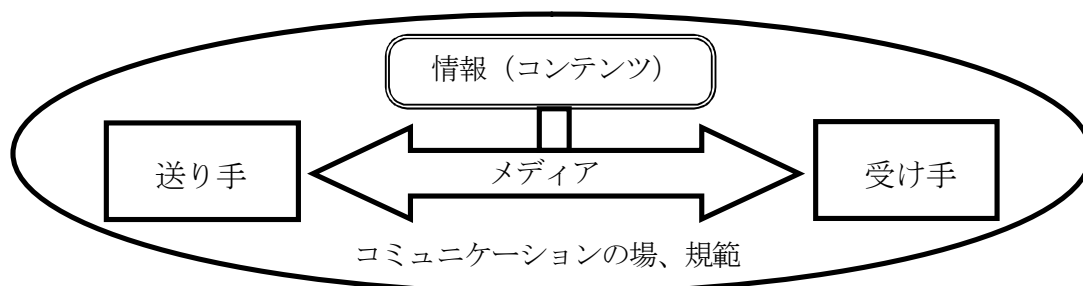 情報（コンテンツ）
送り手
メディア
受け手
コミュニケーションの場、規範